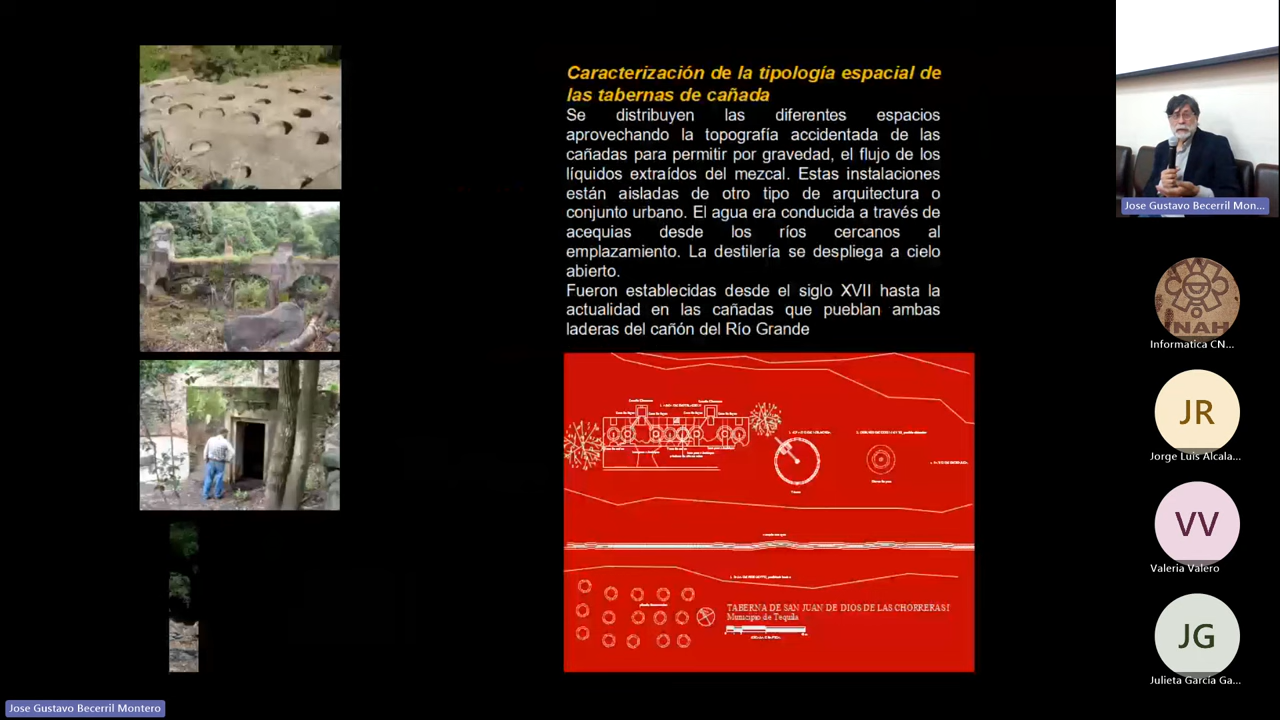 Caracterización de la tipología espacial de
las tabernas de cañada
Se distribuyen las diferentes espacios
aprovechando la topografía accidentada de las
cañadas para permitir por gravedad, el flujo de los
líquidos extraídos del mezcal. Estas instalaciones
están aisladas de otro tipo de arquitectura o
conjunto urbano. El agua era conducida a través de
acequias desde los ríos cercanos al
emplazamiento. La destilería se despliega a cielo
abierto.
Fueron establecidas desde el siglo XVII hasta la
actualidad en las cañadas que pueblan ambas
laderas del cañón del Río Grande
TABERNA DE SAN JUAN DE DIOS DE LAS CHORRERAS I
Municipio de Tequila
Jose Gustavo Becerril Mon...
INAH
Informatica CN...
JR
Jorge Luis Alcala...
VV
Valeria Valero
JG
Julieta García Ga...
Jose Gustavo Becerril Montero